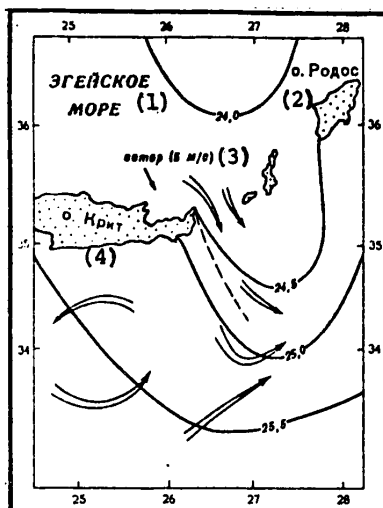 25 26 27 28
ЭГЕЙСКОЕ
МОРЕ (1)
о. Родос
(2)
24,0
36 36
ветер (5 м/с) (3)
о. Крит
(4)
35 35
24,5
34 34
25,0
25,5
25 26 27 28